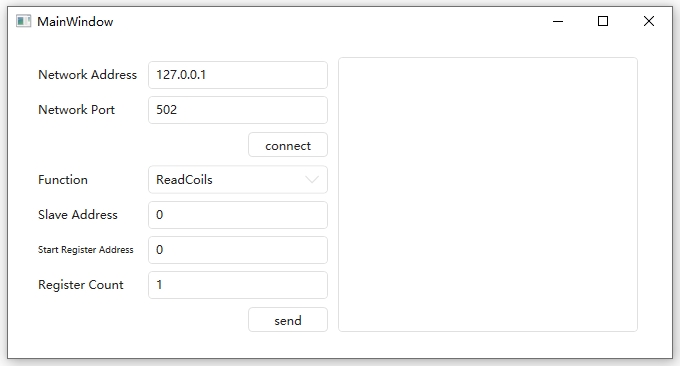 MainWindow
Network Address 127.0.0.1
Network Port 502
connect
Function ReadCoils
Slave Address 0
Start Register Address 0
Register Count 1
send